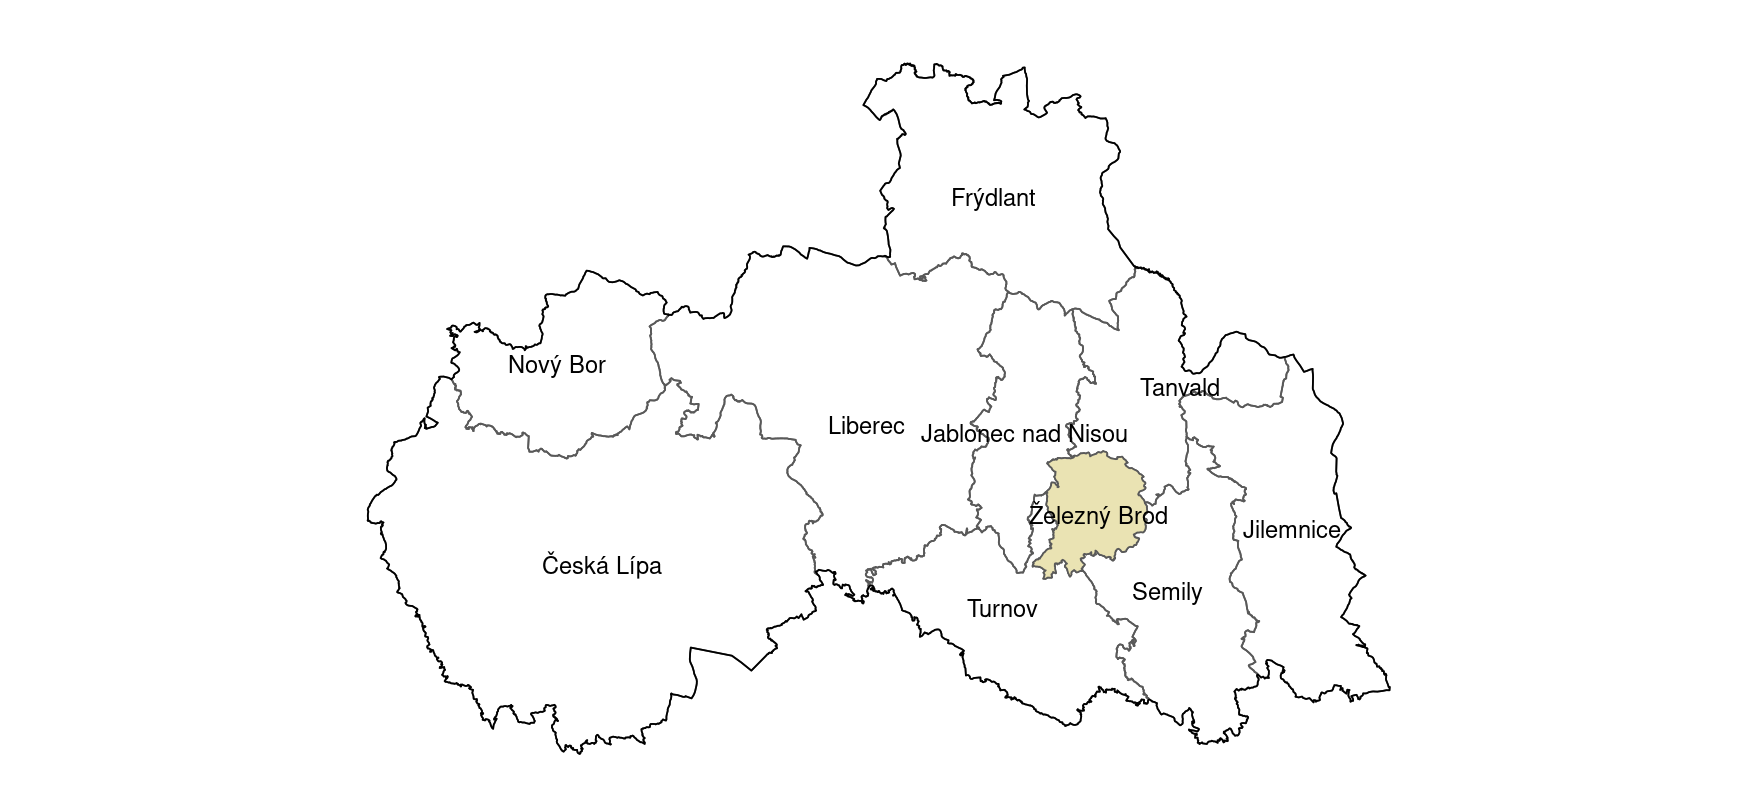 Frýdlant
Nový Bor
Tanvald
Liberec
Jablonec nad Nisou
Železný Brod
Jilemnice
Česká Lípa
Semily
Turnov